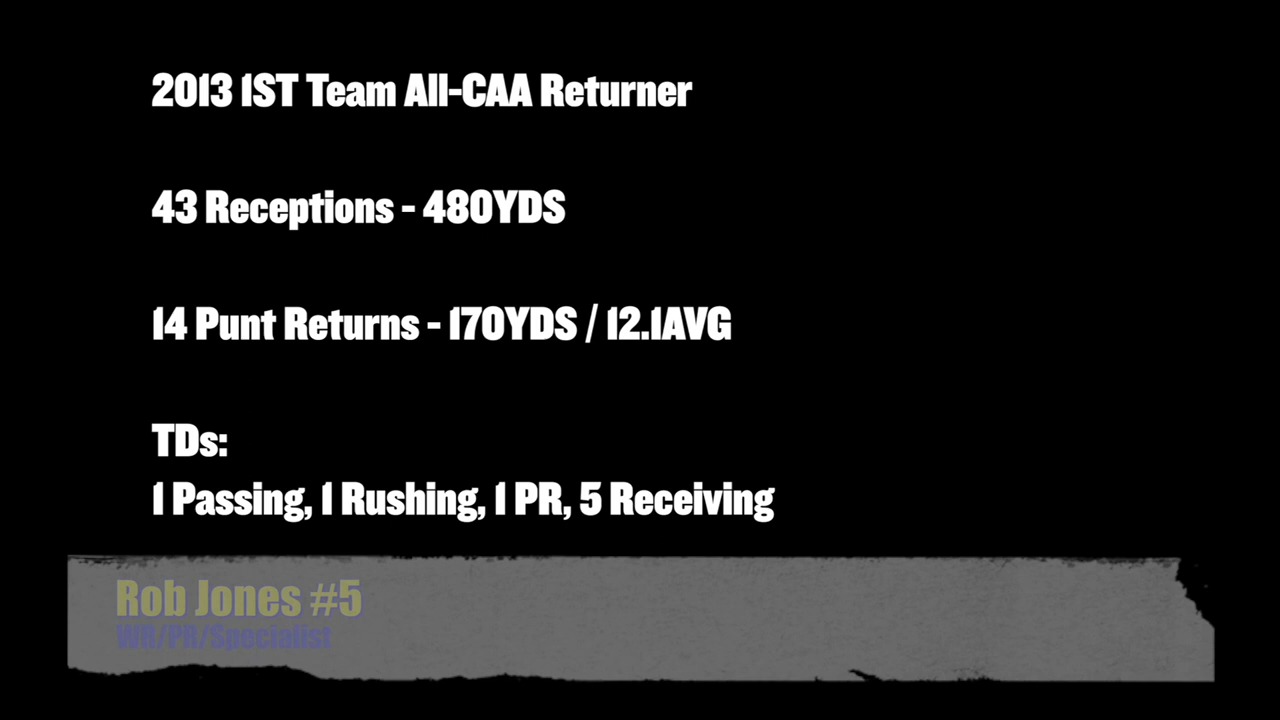 2013 1ST Team All-CAA Returner
43 Receptions - 480YDS
14 Punt Returns - 170YDS / 12.1AVG
TDs:
1 Passing, 1 Rushing, 1 PR, 5 Receiving
Rob Jones #5
WR/PR/Specialist